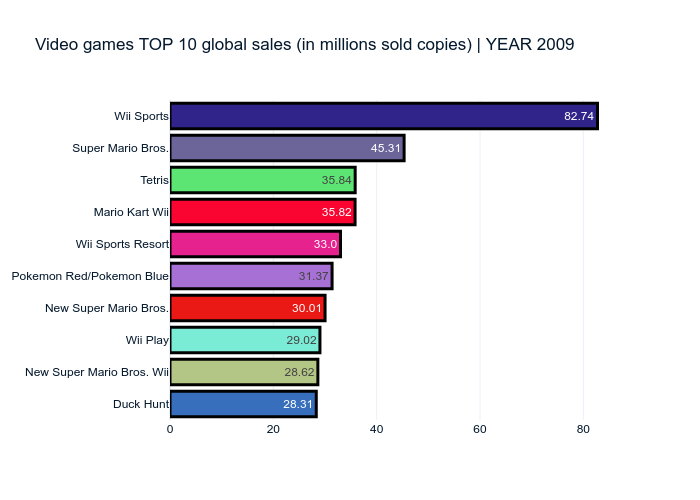 Video games TOP 10 global sales (in millions sold copies) | YEAR 2009
Wii Sports 82.74
Super Mario Bros. 45.31
Tetris 35.84
Mario Kart Wii 35.82
Wii Sports Resort 33.0
Pokemon Red/Pokemon Blue 31.37
New Super Mario Bros. 30.01
Wii Play 29.02
New Super Mario Bros. Wii 28.62
Duck Hunt 28.31
0 20 40 60 80